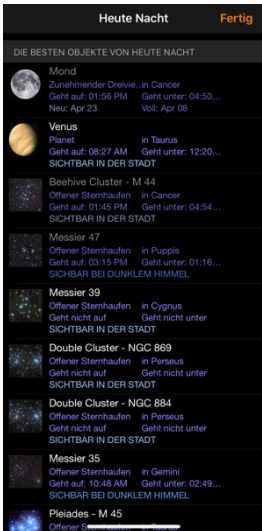 Heute Nacht Fertig
DIE BESTEN OBJEKTE VON HEUTE NACHT
Mond
Zunehmender Dreivie..in Cancer
Geht auf: 01:56 PM Geht unter: 04:50...
Neu: Apr 23 Voll: Apr 08
Venus
Planet in Taurus
Geht auf: 08:27 AM Geht unter: 12:20...
SICHTBAR IN DER STADT
Beehive Cluster - M 44
Offener Sternhaufen in Cancer
Geht auf: 01:45 PM Geht unter: 04:54...
SICHTBAR IN DER STADT
Messier 47
Offener Sternhaufen in Puppis
Geht auf: 03:15 PM Geht unter: 01:16...
SICHBAR BEI DUNKLEM HIMMEL
Messier 39
Offener Sternhaufen in Cygnus
Geht nicht auf Geht nicht unter
SICHTBAR IN DER STADT
Double Cluster - NGC 869
Offener Sternhaufen in Perseus
Geht nicht auf Geht nicht unter
SICHTBAR IN DER STADT
Double Cluster - NGC 884
Offener Sternhaufen in Perseus
Geht nicht auf Geht nicht unter
SICHTBAR IN DER STADT
Messier 35
Offener Sternhaufen in Gemini
Geht auf: 10:48 AM Geht unter: 02:49...
SICHBAR BEI DUNKLEM HIMMEL
Pleiades - M 45
Offener